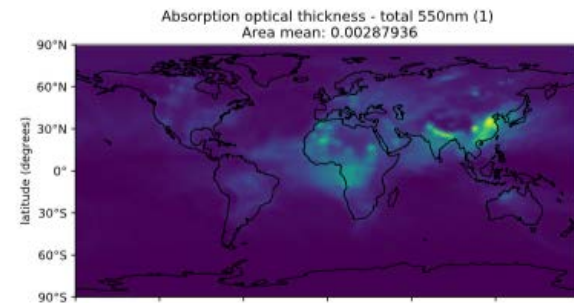 Absorption optical thickness - total 550nm (1)
Area mean: 0.00287936
90°N
60°N
30°N
0°
30°S
60°S
90°S
latitude (degrees)